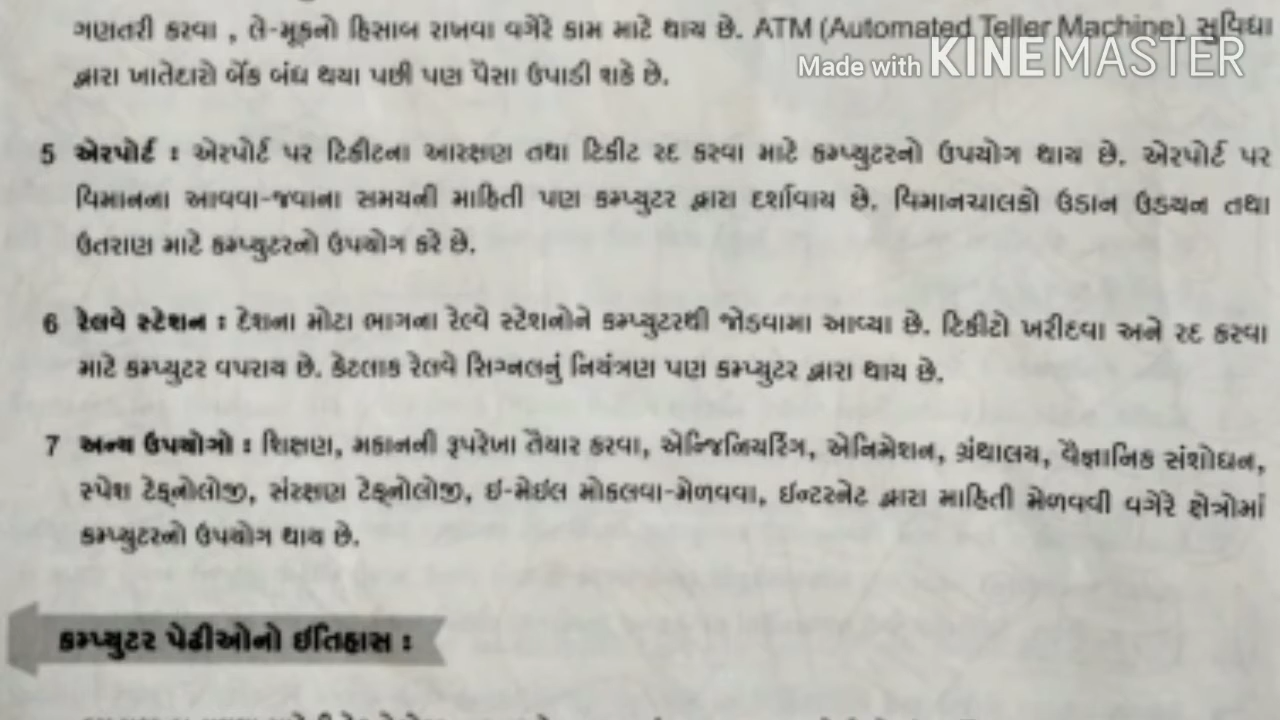 ગણતરી કરવા , લે-મૂકનો હિસાબ રાખવા વગેરે કામ માટે થાય છે. ATM (Automated Teller Machine) સુવિધા
Made with KINEMASTER
દ્વારા ખાતેદારો બેંક બંધ થયા પછી પણ પૈસા ઉપાડી શકે છે.
5 એરપોર્ટ : એરપોર્ટ પર ટિકીટના આરક્ષણ તથા ટિકીટ રદ કરવા માટે કમ્પ્યુટરનો ઉપયોગ થાય છે. એરપોર્ટ પર
વિમાનના આવવા-જવાના સમયની માહિતી પણ કમ્પ્યુટર દ્વારા દર્શાવાય છે. વિમાનચાલકો ઉડાન ઉડ્ચન તથા
ઉતરાણ માટે કમ્પ્યુટરનો ઉપયોગ કરે છે.
6 રેલવે સ્ટેશન : દેશના મોટા ભાગના રેલ્વે સ્ટેશનોને કમ્પ્યુટરથી જોડવામા આવ્યા છે. ટિકીટો ખરીદવા અને રદ કરવા
માટે કમ્પ્યુટર વપરાય છે. કેટલાક રેલવે સિગ્નલનું નિયંત્રણ પણ કમ્પ્યુટર દ્વારા થાય છે.
7 અન્ય ઉપયોગો : શિક્ષણ, મકાનની રૂપરેખા તૈયાર કરવા, એન્જિનિયરિંગ, એનિમેશન, ગ્રંથાલય, વૈજ્ઞાનિક સંશોધન,
સ્પેશ ટેક્નોલોજી, સંરક્ષણ ટેક્નોલોજી, ઇ-મેઇલ મોકલવા-મેળવવા, ઇન્ટરનેટ દ્વારા માહિતી મેળવવી વગેરે ક્ષેત્રોમાં
કમ્પ્યુટરનો ઉપયોગ થાય છે.
કમ્પ્યુટર પેઢીઓનો ઇતિહાસ :